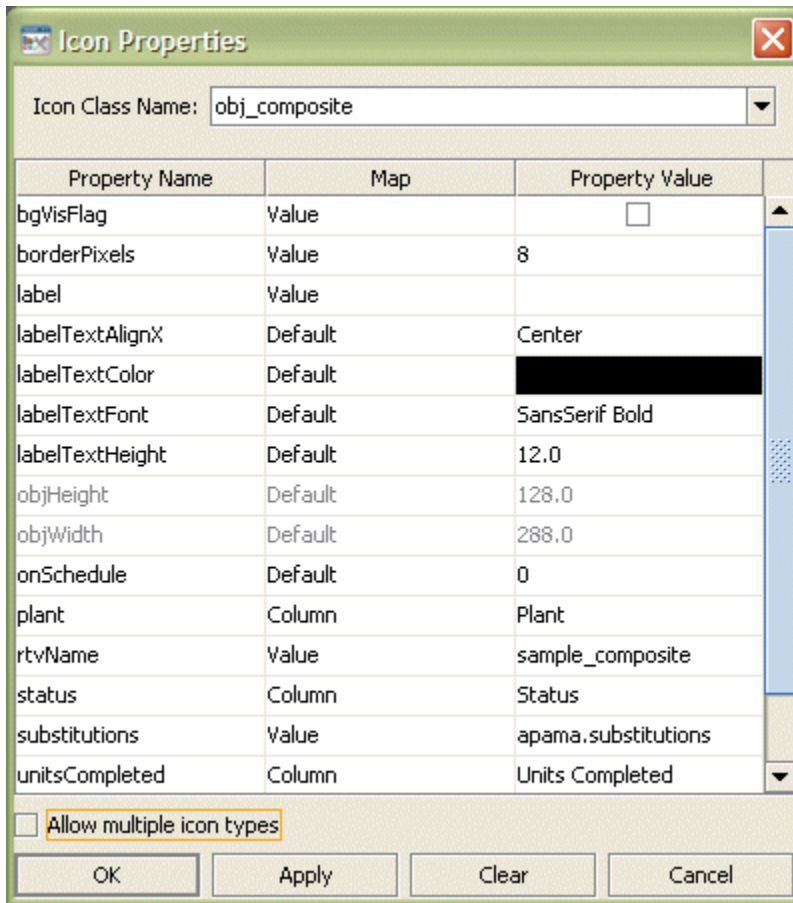 Icon Properties
Icon Class Name: obj_composite
Property Name Map Property Value
bgVisFlag Value
borderPixels Value 8
label Value
labelTextAlignX Default Center
labelTextColor Default
labelTextFont Default SansSerif Bold
labelTextHeight Default 12.0
objHeight Default 128.0
objWidth Default 288.0
onSchedule Default 0
plant Column Plant
rtvName Value sample_composite
status Column Status
substitutions Value apama.substitutions
unitsCompleted Column Units Completed
Allow multiple icon types
OK Apply Clear Cancel